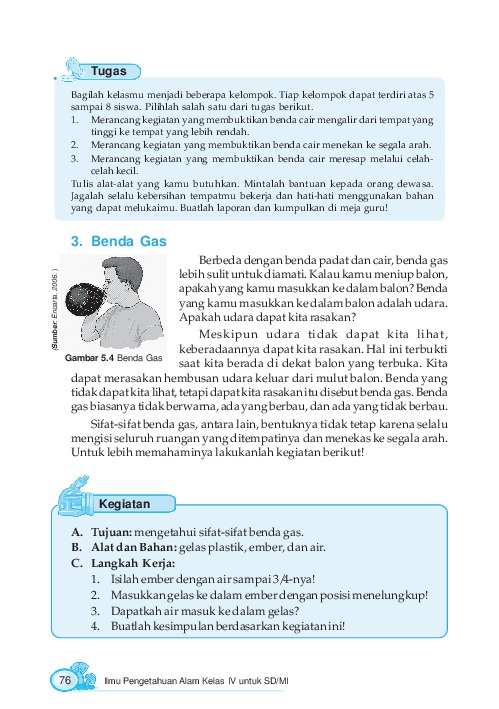 Tugas
Bagilah kelasmu menjadi beberapa kelompok. Tiap kelompok dapat terdiri atas 5
sampai 8 siswa. Pilihlah salah satu dari tugas berikut.
1. Merancang kegiatan yang membuktikan benda cair mengalir dari tempat yang
tinggi ke tempat yang lebih rendah.
2. Merancang kegiatan yang membuktikan benda cair menekan ke segala arah.
3. Merancang kegiatan yang membuktikan benda cair meresap melalui celah-
celah kecil.
Tulis alat-alat yang kamu butuhkan. Mintalah bantuan kepada orang dewasa.
Jagalah selalu kebersihan tempatmu bekerja dan hati-hati menggunakan bahan
yang dapat melukaimu. Buatlah laporan dan kumpulkan di meja guru!
3. Benda Gas
(Sumber: Encarta. 2006.)
Gambar 5.4 Benda Gas
Berbeda dengan benda padat dan cair, benda gas
lebih sulit untuk diamati. Kalau kamu meniup balon,
apakah yang kamu masukkan ke dalam balon? Benda
yang kamu masukkan ke dalam balon adalah udara.
Apakah udara dapat kita rasakan?
Meskipun udara tidak dapat kita lihat,
keberadaannya dapat kita rasakan. Hal ini terbukti
saat kita berada di dekat balon yang terbuka. Kita
dapat merasakan hembusan udara keluar dari mulut balon. Benda yang
tidak dapat kita lihat, tetapi dapat kita rasakan itu disebut benda gas. Benda
gas biasanya tidak berwarna, ada yang berbau, dan ada yang tidak berbau.
Sifat-sifat benda gas, antara lain, bentuknya tidak tetap karena selalu
mengisi seluruh ruangan yang ditempatinya dan menekas ke segala arah.
Untuk lebih memahaminya lakukanlah kegiatan berikut!
Kegiatan
A. Tujuan: mengetahui sifat-sifat benda gas.
B. Alat dan Bahan: gelas plastik, ember, dan air.
C. Langkah Kerja:
1. Isilah ember dengan air sampai 3/4-nya!
2. Masukkan gelas ke dalam ember dengan posisi menelungkup!
3. Dapatkah air masuk ke dalam gelas?
4. Buatlah kesimpulan berdasarkan kegiatan ini!
76 Ilmu Pengetahuan Alam Kelas IV untuk SD/MI